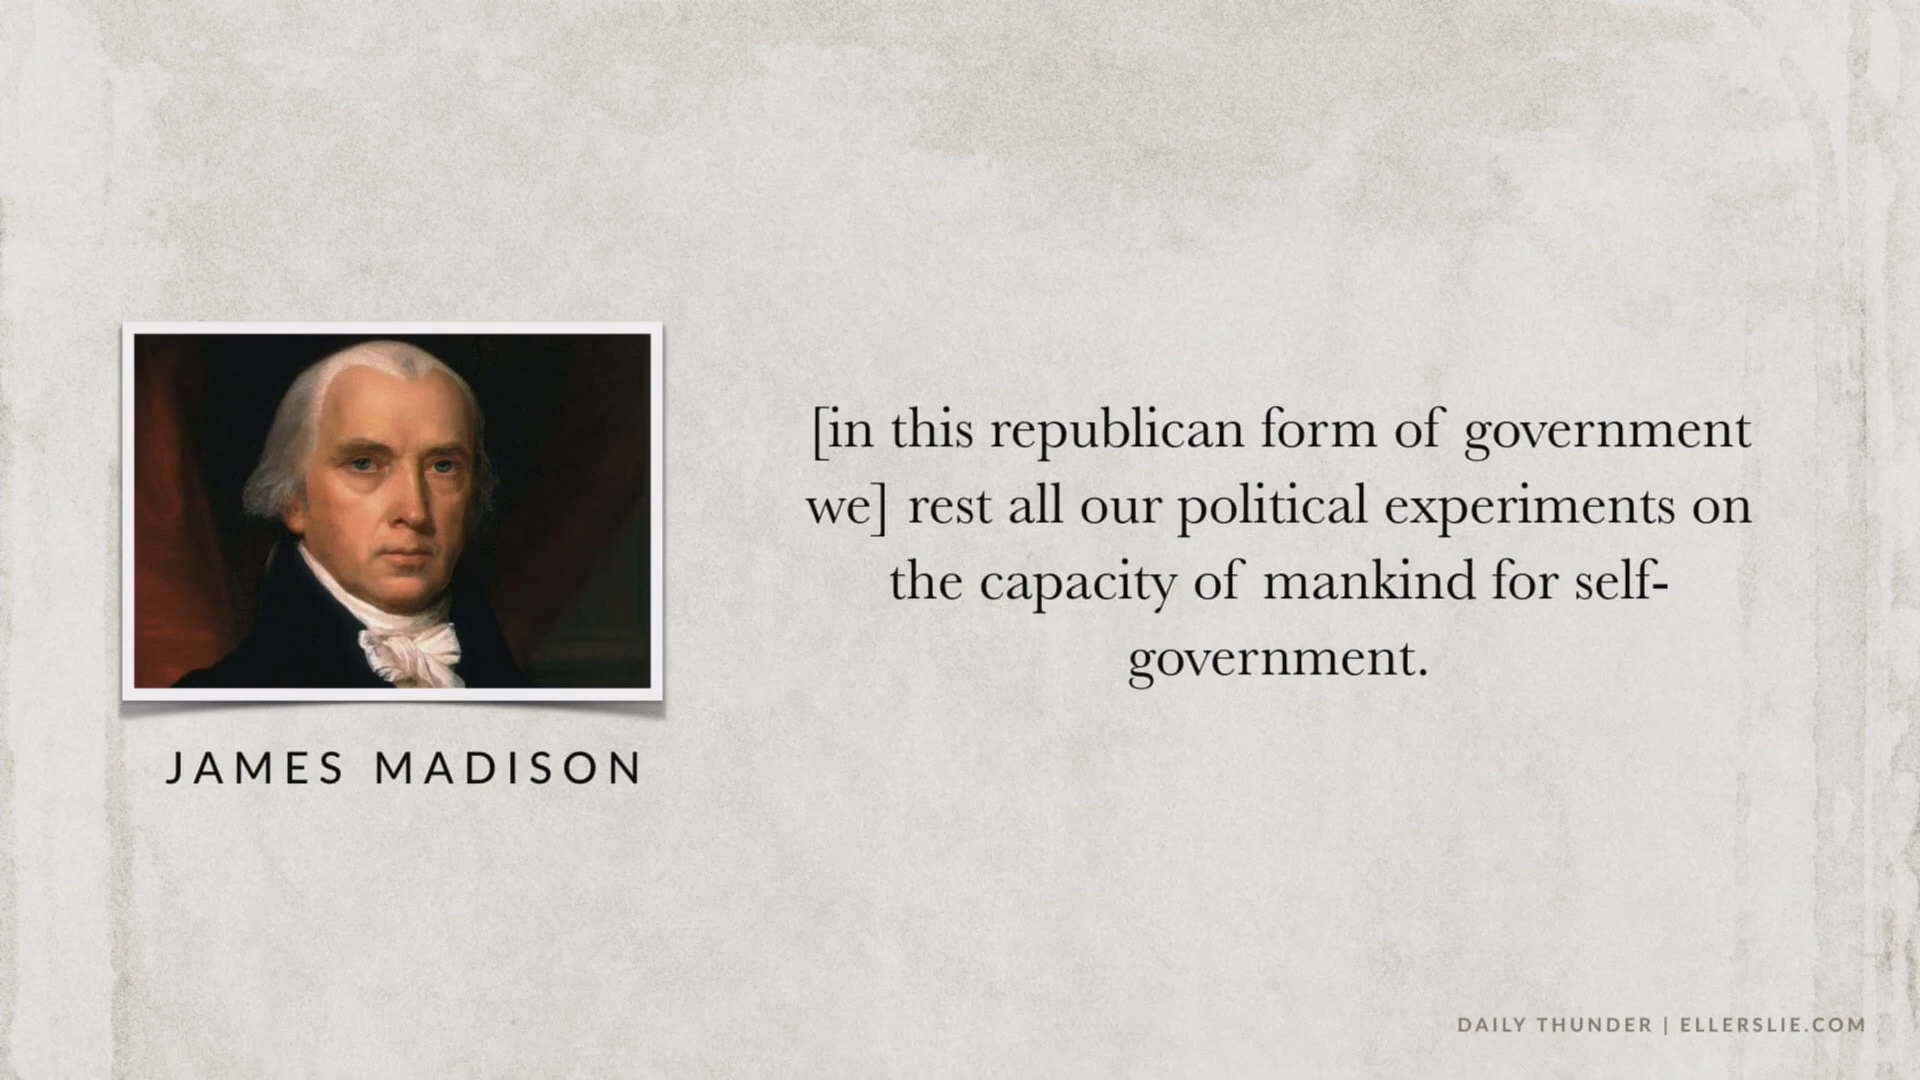 [in this republican form of government
we] rest all our political experiments on
the capacity of mankind for self-
government.
JAMES MADISON
DAILY THUNDER | ELLERSLIE.COM